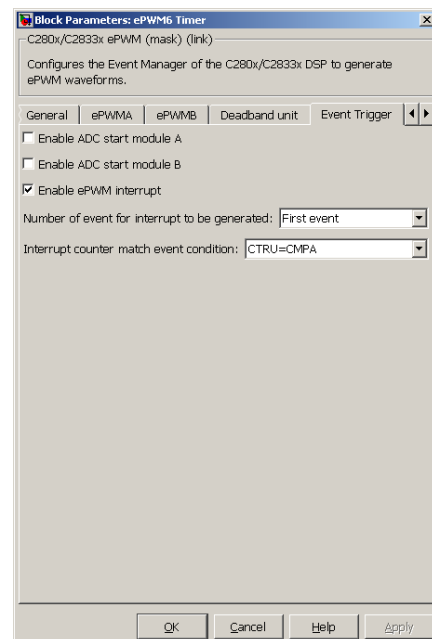 Block Parameters: ePWM6 Timer
C280x/C2833x ePWM (mask) (link)
Configures the Event Manager of the C280x/C2833x DSP to generate
ePWM waveforms.
General ePWMA ePWMB Deadband unit Event Trigger
Enable ADC start module A
Enable ADC start module B
Enable ePWM interrupt
Number of event for interrupt to be generated: First event
Interrupt counter match event condition: CTRU=CMPA
OK Cancel Help Apply